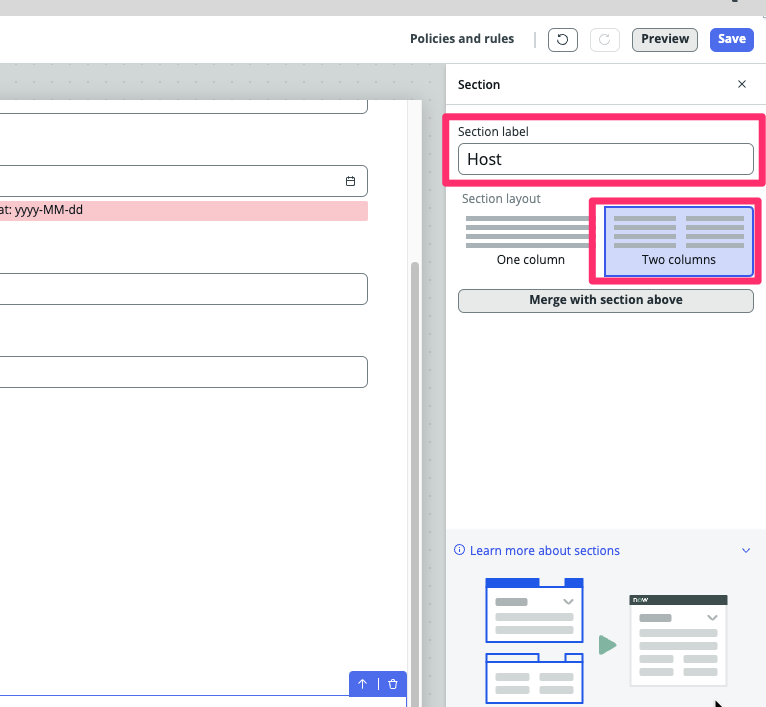 Policies and rules
Preview
Save
Section
Section label
Host
at: yyyy-MM-dd
Section layout
One column
Two columns
Merge with section above
Learn more about sections
now